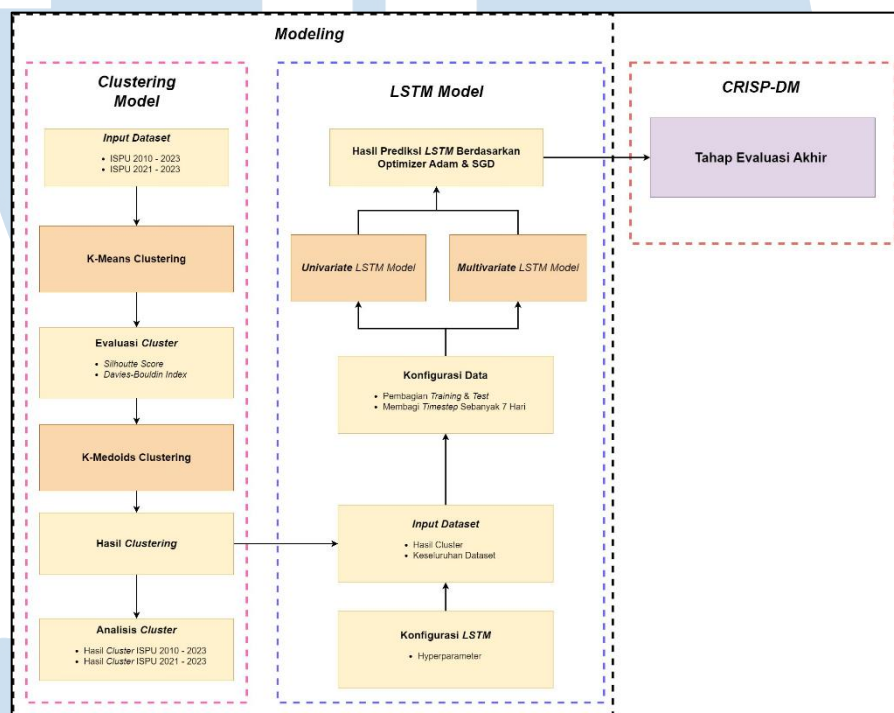 Modeling
Clustering
Model
Input Dataset
• ISPU 2010 - 2023
• ISPU 2021 - 2023
K-Means Clustering
Evaluasi Cluster
• Silhoutte Score
• Davies-Bouldin Index
K-Medoids Clustering
Hasil Clustering
Analisis Cluster
• Hasil Cluster ISPU 2010 - 2023
• Hasil Cluster ISPU 2021 - 2023
LSTM Model
Hasil Prediksi LSTM Berdasarkan
Optimizer Adam & SGD
Univariate LSTM Model
Multivariate LSTM Model
Konfigurasi Data
• Pembagian Training & Test
• Membagi Timestep Sebanyak 7 Hari
Input Dataset
• Hasil Cluster
• Keseluruhan Dataset
Konfigurasi LSTM
• Hyperparameter
CRISP-DM
Tahap Evaluasi Akhir